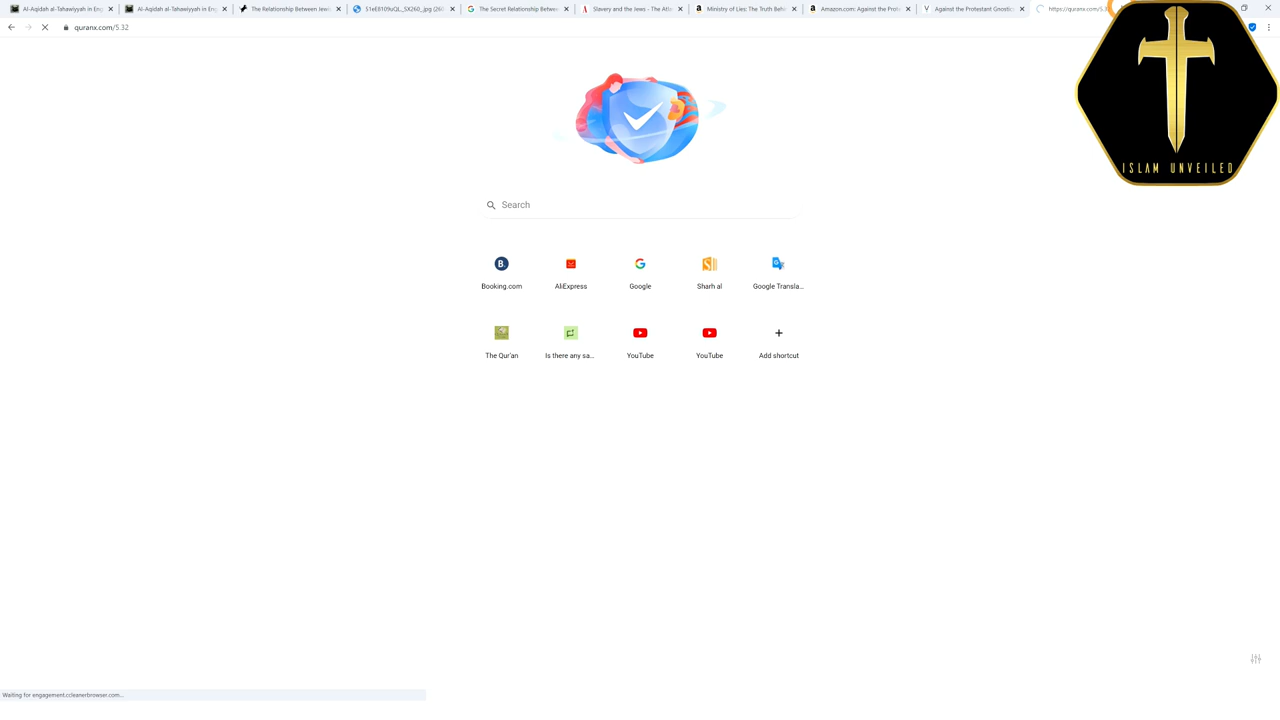 Al-Aqidah al-Tahawiyyah in Eng
Al-Aqidah al-Tahawiyyah in Eng
The Relationship Between Jewi
51eE8109uQL._SX260_.jpg (260
The Secret Relationship Betwe
Slavery and the Jews - The Atla
Ministry of Lies: The Truth Behi
Amazon.com: Against the Prote
Against the Protestant Gnostic
https://quranx.com/5.3
quranx.com/5.32
ISLAM UNVEILED
Search
B.
Booking.com
AliExpress
Google
Sharh al
Google Transla...
The Qur'an
Is there any sa...
YouTube
YouTube
Add shortcut
Waiting for engagement.ccleanerbrowser.com...